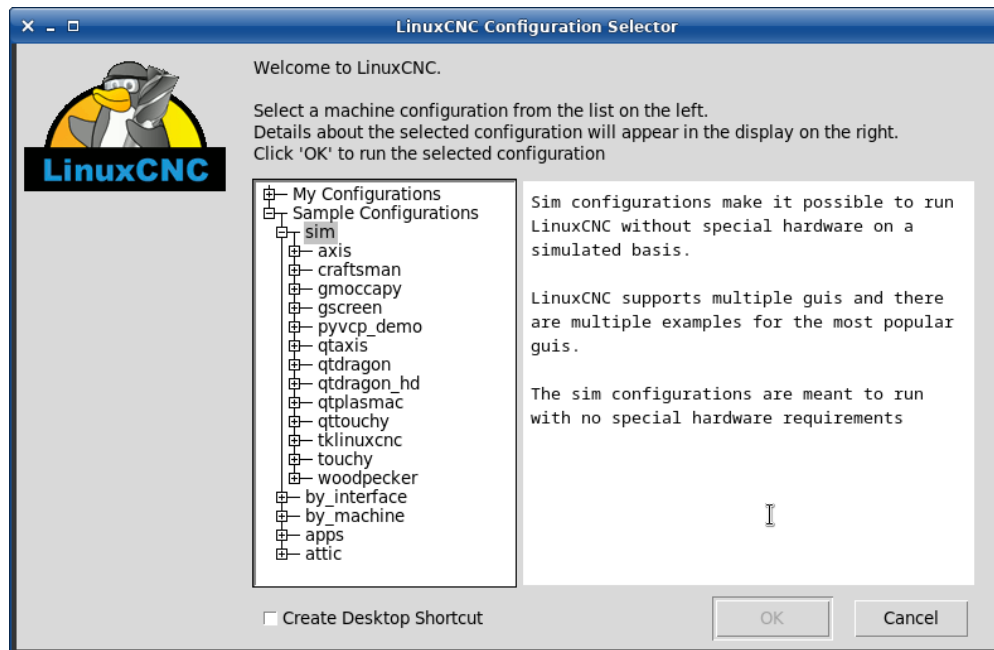 LinuxCNC Configuration Selector
LinuxCNC
Welcome to LinuxCNC.
Select a machine configuration from the list on the left.
Details about the selected configuration will appear in the display on the right.
Click 'OK' to run the selected configuration
My Configurations
Sample Configurations
sim
axis
craftsman
gmoccapy
gscreen
pyvcp_demo
qtaxis
qtdragon
qtdragon_hd
qtplasmac
qttouchy
tklinuxcnc
touchy
woodpecker
by_interface
by_machine
apps
attic
Sim configurations make it possible to run
LinuxCNC without special hardware on a
simulated basis.
LinuxCNC supports multiple guis and there
are multiple examples for the most popular
guis.
The sim configurations are meant to run
with no special hardware requirements
Create Desktop Shortcut
OK
Cancel